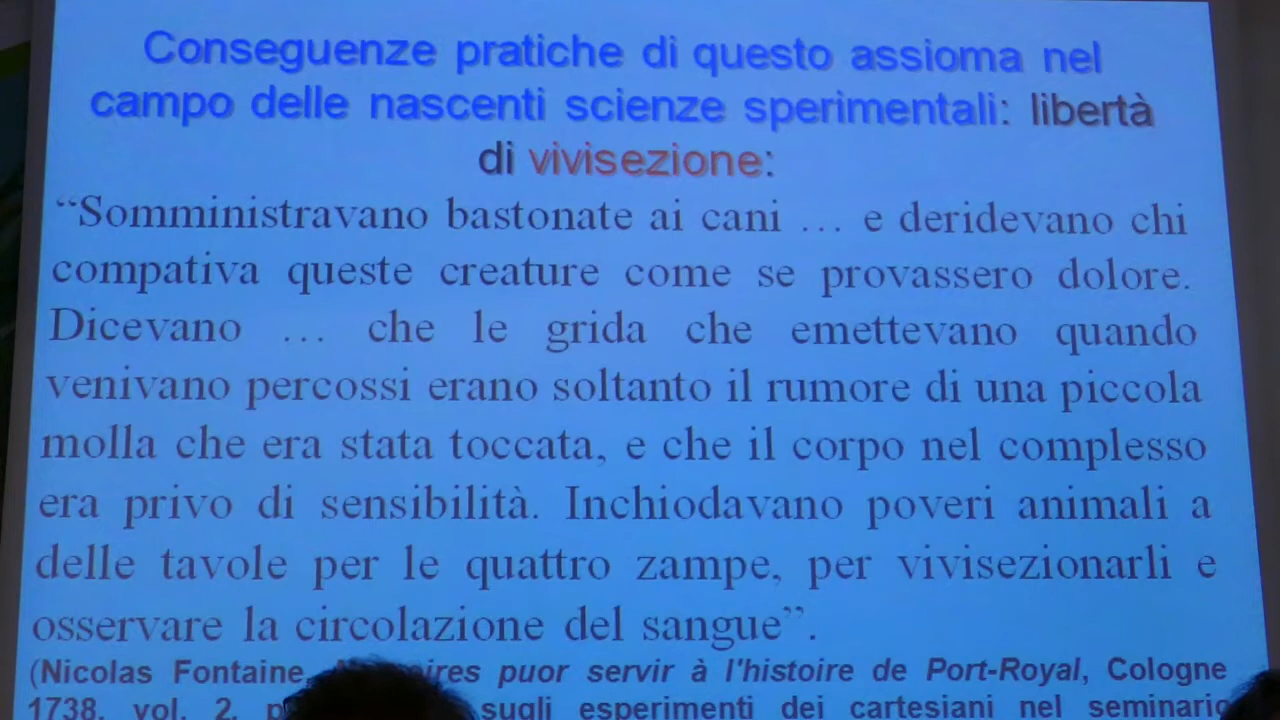 Conseguenze pratiche di questo assioma nel
campo delle nascenti scienze sperimentali: libertà
di vivisezione:
“Somministravano bastonate ai cani … e deridevano chi
compativa queste creature come se provassero dolore.
Dicevano … che le grida che emettevano quando
venivano percossi erano soltanto il rumore di una piccola
molla che era stata toccata, e che il corpo nel complesso
era privo di sensibilità. Inchiodavano poveri animali a
delle tavole per le quattro zampe, per vivisezionarli e
osservare la circolazione del sangue”.
(Nicolas Fontaine, puor servir à l'histoire de Port-Royal, Cologne
1738, vol. 2, sugli esperimenti dei cartesiani nel seminario